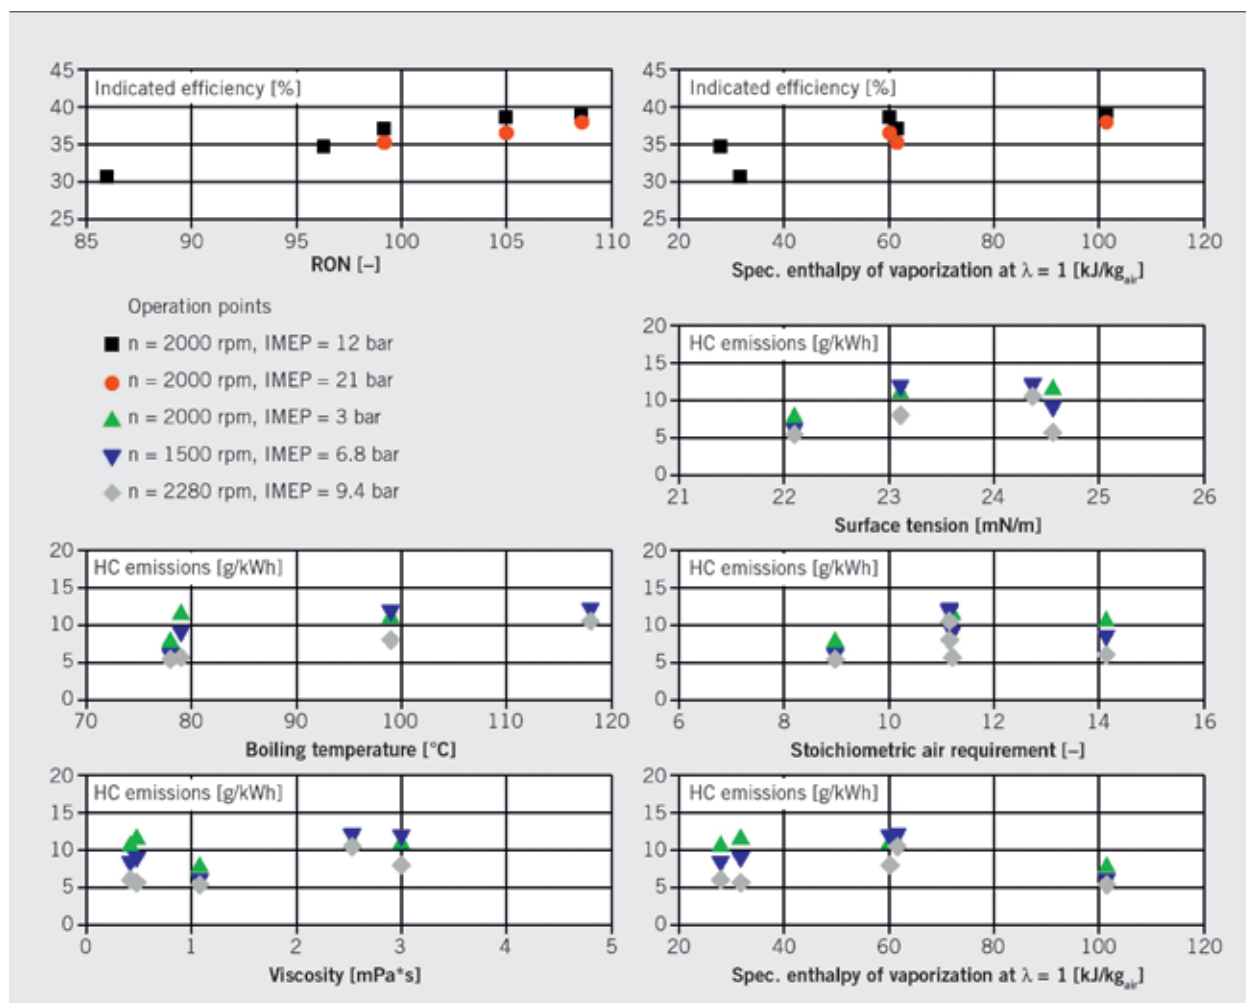 45
40
35
30
25
Indicated efficiency [%]
85 90 95 100 105 110
RON [–]
45
40
35
30
25
Indicated efficiency [%]
20 40 60 80 100 120
Spec. enthalpy of vaporization at λ = 1 [kJ/kg_air]
Operation points
n = 2000 rpm, IMEP = 12 bar
n = 2000 rpm, IMEP = 21 bar
n = 2000 rpm, IMEP = 3 bar
n = 1500 rpm, IMEP = 6.8 bar
n = 2280 rpm, IMEP = 9.4 bar
20
15
10
5
0
HC emissions [g/kWh]
21 22 23 24 25 26
Surface tension [mN/m]
20
15
10
5
0
HC emissions [g/kWh]
70 80 90 100 110 120
Boiling temperature [°C]
20
15
10
5
0
HC emissions [g/kWh]
6 8 10 12 14 16
Stoichiometric air requirement [–]
20
15
10
5
0
HC emissions [g/kWh]
0 1 2 3 4 5
Viscosity [mPa*s]
20
15
10
5
0
HC emissions [g/kWh]
20 40 60 80 100 120
Spec. enthalpy of vaporization at λ = 1 [kJ/kg_air]